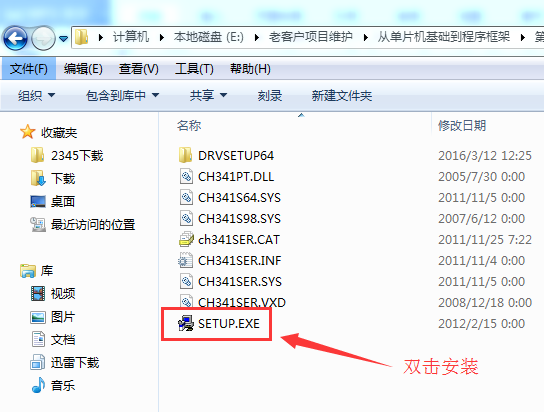 计算机 本地磁盘 (E:) 老客户项目维护 从单片机基础到程序框架 第
文件(F) 编辑(E) 查看(V) 工具(T) 帮助(H)
组织 包含到库中 共享 刻录 新建文件夹
名称 修改日期
收藏夹
2345下载
下载
桌面
最近访问的位置
库
视频
图片
文档
迅雷下载
音乐
DRVSETUP64 2016/3/12 12:25
CH341PT.DLL 2005/7/30 0:00
CH341S64.SYS 2011/11/5 0:00
CH341S98.SYS 2007/6/12 0:00
ch341SER.CAT 2011/11/25 7:22
CH341SER.INF 2011/11/4 0:00
CH341SER.SYS 2011/11/5 0:00
CH341SER.VXD 2008/12/18 0:00
SETUP.EXE 2012/2/15 0:00
双击安装